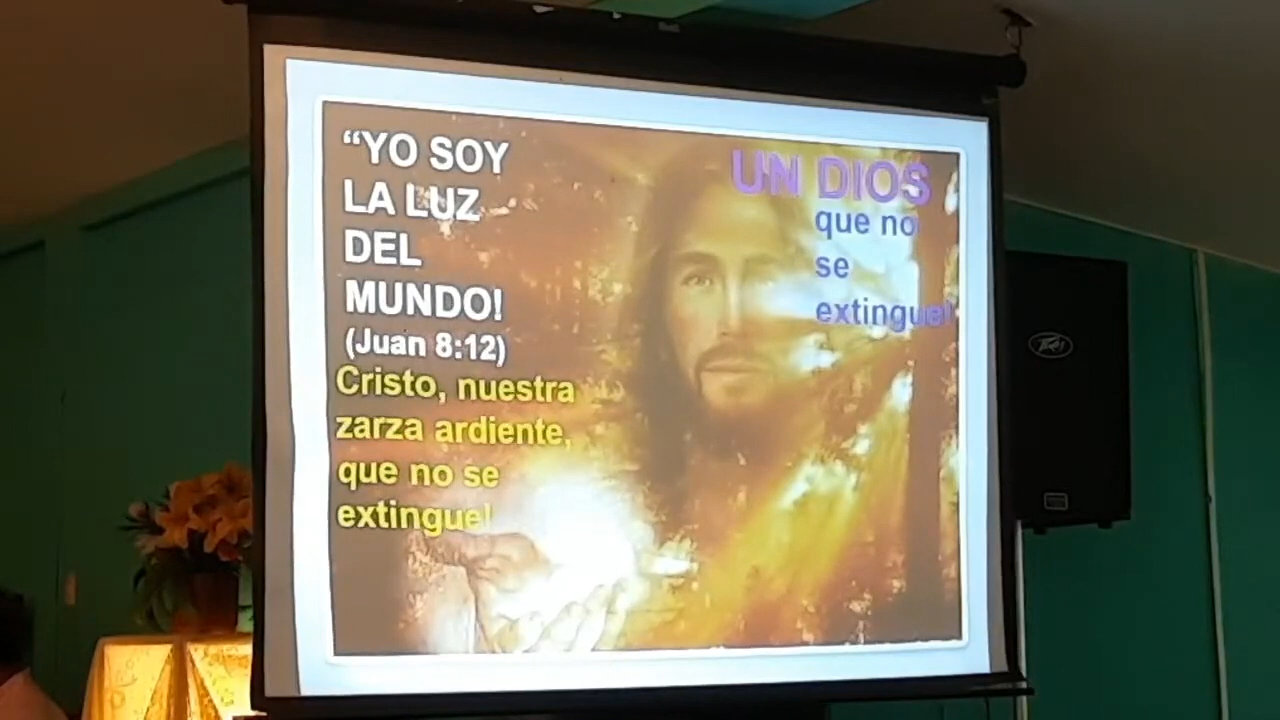 “YO SOY
LA LUZ
DEL
MUNDO!
(Juan 8:12)
Cristo, nuestra
zarza ardiente,
que no se
extingue!
UN DIOS
que no
se
extingue!
PEAVEY